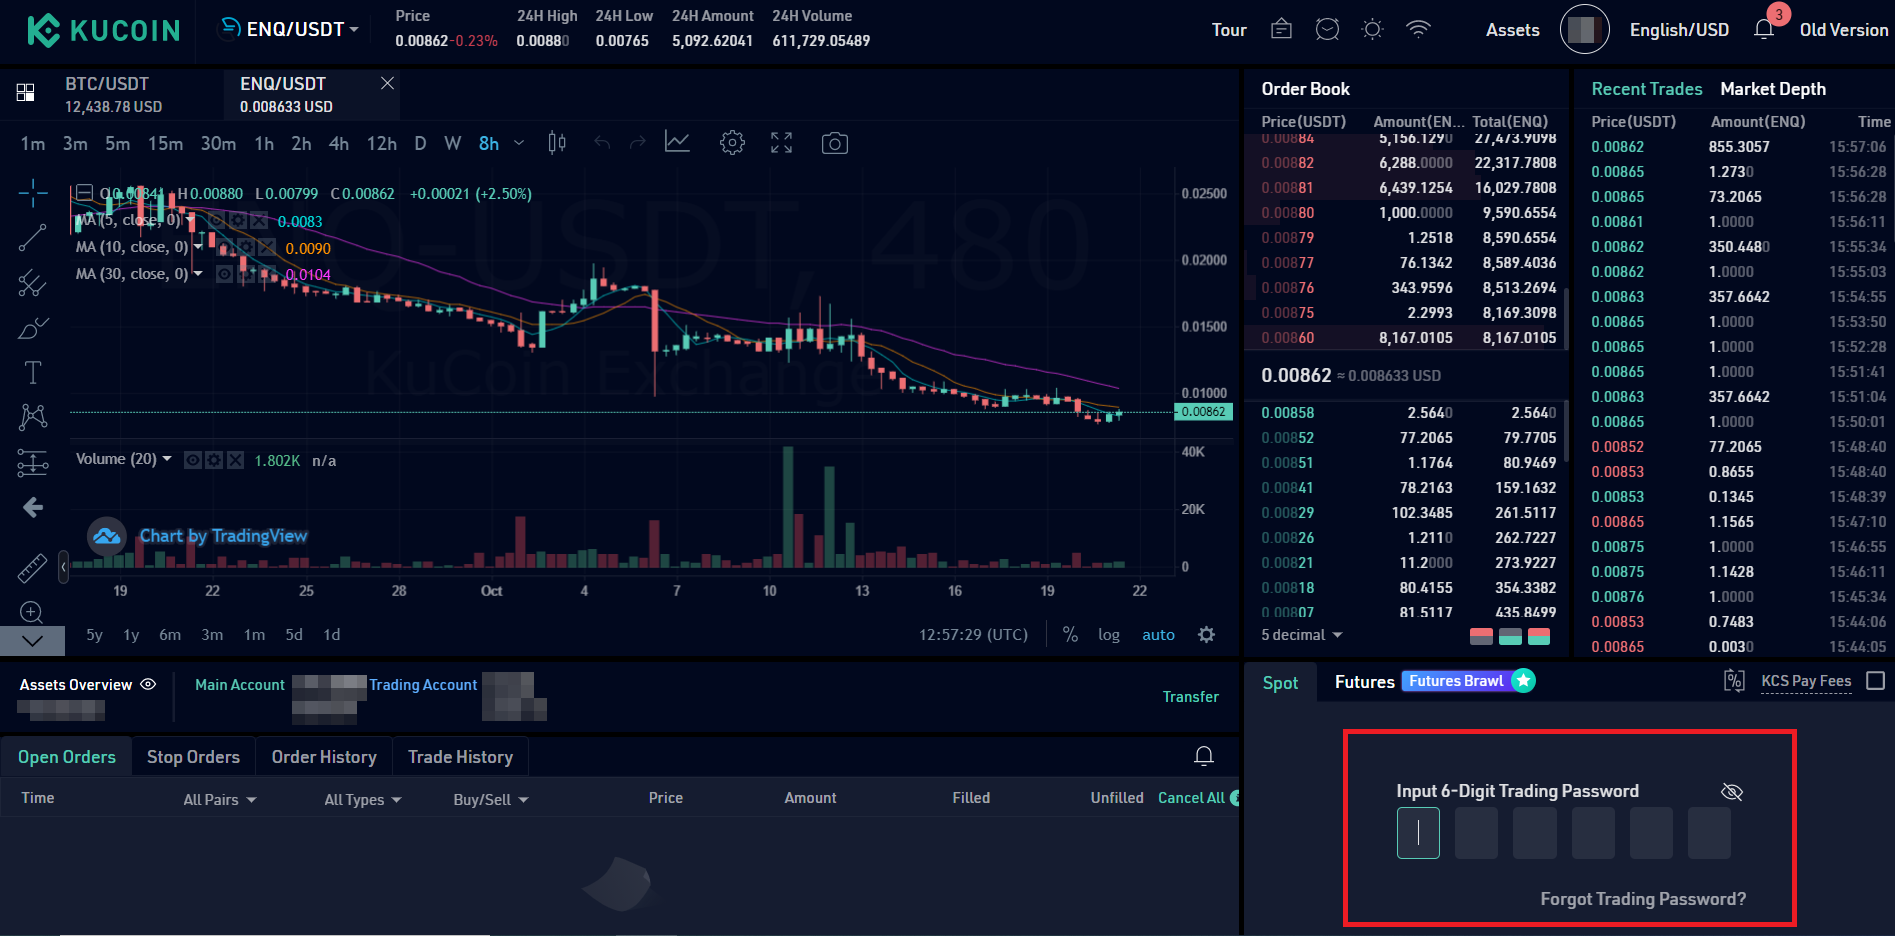 KUCOIN
ENQ/USDT
Price
0.00862-0.23%
24H High
0.00880
24H Low
0.00765
24H Amount
5,092.62041
24H Volume
611,729.05489
Tour
Assets
English/USD
3
Old Version
BTC/USDT
12,438.78 USD
ENQ/USDT
0.008633 USD
1m 3m 5m 15m 30m 1h 2h 4h 12h D W 8h
O0.00841 H0.00880 L0.00799 C0.00862 +0.00021 (+2.50%)
MA (5, close, 0) 0.0083
MA (10, close, 0) 0.0090
MA (30, close, 0) 0.0104
Q-USDT, 480
KuCoin Exchange
0.02500
0.02000
0.01500
0.01000
0.00862
Volume (20) 1.802K n/a
40K
20K
0
Chart by TradingView
19 22 25 28 Oct 4 7 10 13 16 19 22
5y 1y 6m 3m 1m 5d 1d
12:57:29 (UTC) % log auto
Order Book
Price(USDT) Amount(EN... Total(ENQ)
0.00884 5,156.1290 27,473.9098
0.00882 6,288.0000 22,317.7808
0.00881 6,439.1254 16,029.7808
0.00880 1,000.0000 9,590.6554
0.00879 1.2518 8,590.6554
0.00877 76.1342 8,589.4036
0.00876 343.9596 8,513.2694
0.00875 2.2993 8,169.3098
0.00860 8,167.0105 8,167.0105
0.00862 ≈ 0.008633 USD
0.00858 2.5640 2.5640
0.00852 77.2065 79.7705
0.00851 1.1764 80.9469
0.00841 78.2163 159.1632
0.00829 102.3485 261.5117
0.00826 1.2110 262.7227
0.00821 11.2000 273.9227
0.00818 80.4155 354.3382
0.00807 81.5117 435.8499
5 decimal
Recent Trades Market Depth
Price(USDT) Amount(ENQ) Time
0.00862 855.3057 15:57:06
0.00865 1.2730 15:56:28
0.00865 73.2065 15:56:28
0.00861 1.0000 15:56:11
0.00862 350.4480 15:55:34
0.00862 1.0000 15:55:03
0.00863 357.6642 15:54:55
0.00865 1.0000 15:53:50
0.00865 1.0000 15:52:28
0.00865 1.0000 15:51:41
0.00863 357.6642 15:51:04
0.00865 1.0000 15:50:01
0.00852 77.2065 15:48:40
0.00853 0.8655 15:48:40
0.00853 0.1345 15:48:39
0.00865 1.1565 15:47:10
0.00875 1.0000 15:46:55
0.00875 1.1428 15:46:11
0.00876 1.0000 15:45:34
0.00853 0.7483 15:44:06
0.00865 0.0030 15:44:05
Assets Overview
Main Account
Trading Account
Transfer
Open Orders Stop Orders Order History Trade History
Time All Pairs All Types Buy/Sell Price Amount Filled Unfilled Cancel All
Spot Futures Futures Brawl
KCS Pay Fees
Input 6-Digit Trading Password
Forgot Trading Password?